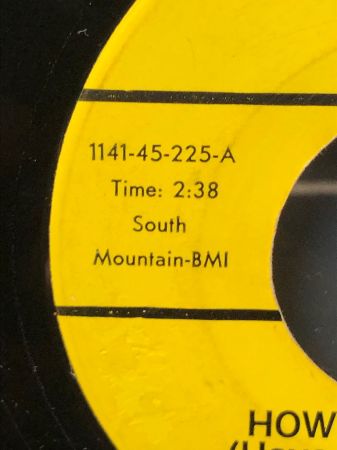 1141-45-225-A
Time: 2:38
South
Mountain-BMI
HOW